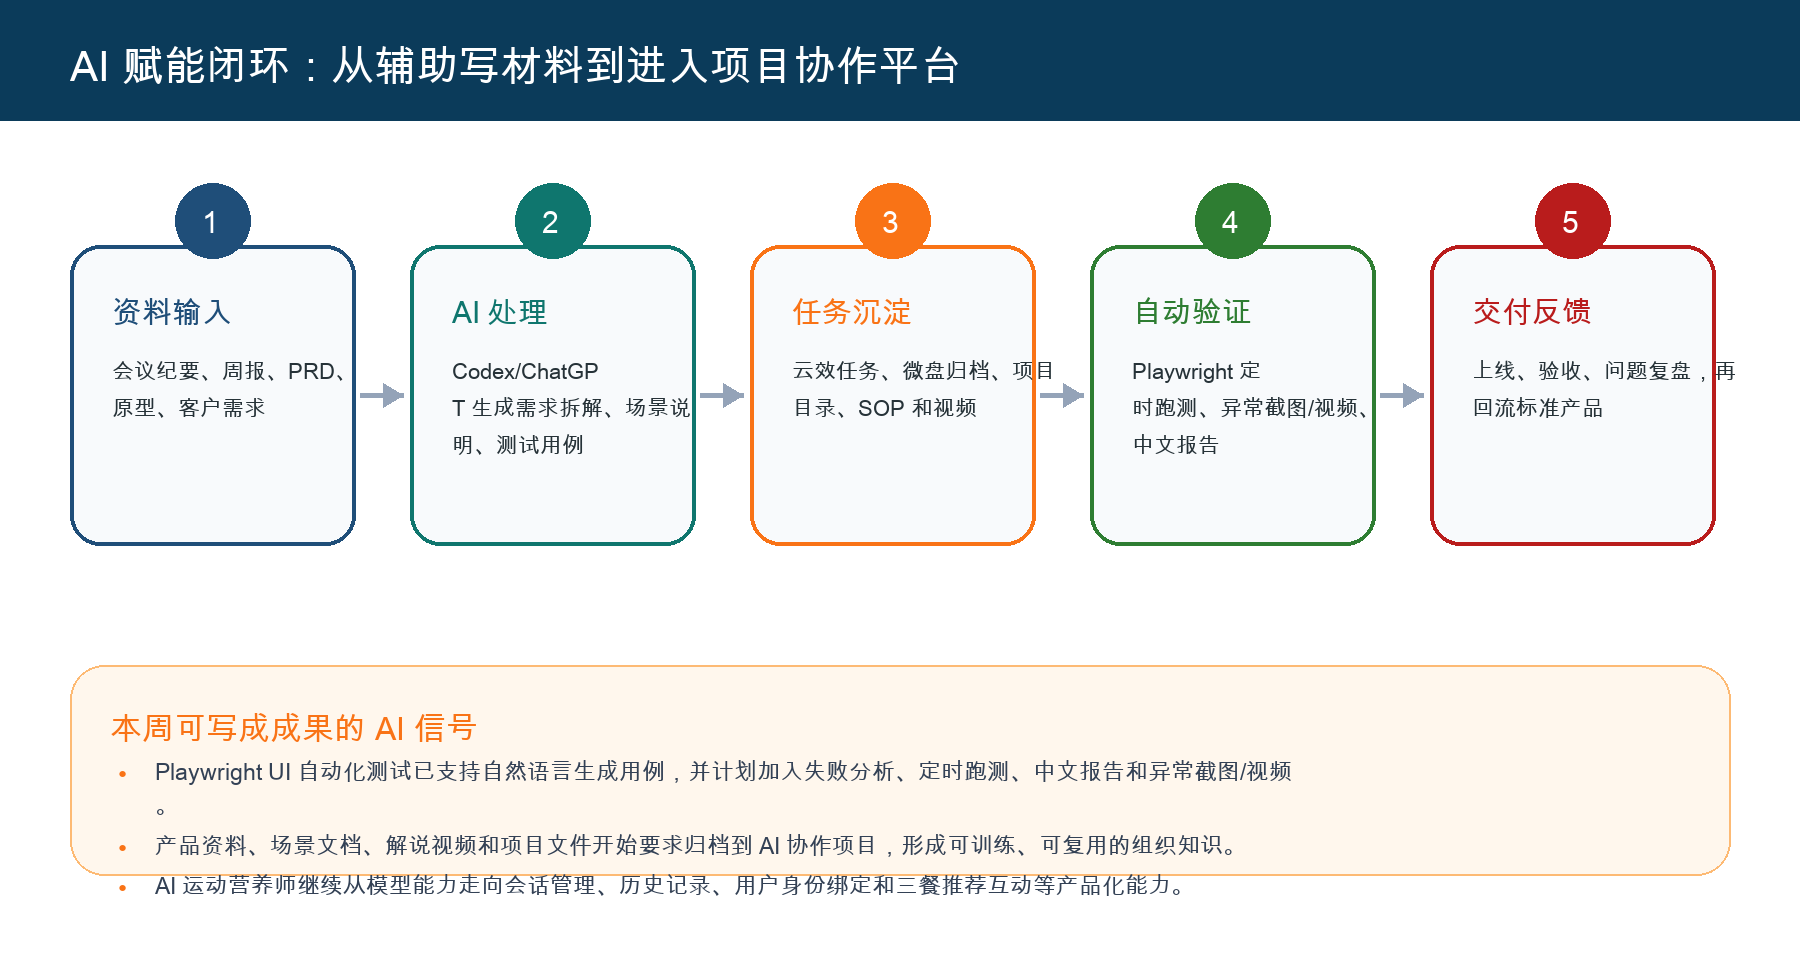 AI 赋能闭环：从辅助写材料到进入项目协作平台
1
资料输入
会议纪要、周报、PRD、
原型、客户需求
2
AI 处理
Codex/ChatGP
T 生成需求拆解、场景说
明、测试用例
3
任务沉淀
云效任务、微盘归档、项目
目录、SOP 和视频
4
自动验证
Playwright 定
时跑测、异常截图/视频、
中文报告
5
交付反馈
上线、验收、问题复盘，再
回流标准产品
本周可写成成果的 AI 信号
• Playwright UI 自动化测试已支持自然语言生成用例，并计划加入失败分析、定时跑测、中文报告和异常截图/视频
。
• 产品资料、场景文档、解说视频和项目文件开始要求归档到 AI 协作项目，形成可训练、可复用的组织知识。
• AI 运动营养师继续从模型能力走向会话管理、历史记录、用户身份绑定和三餐推荐互动等产品化能力。